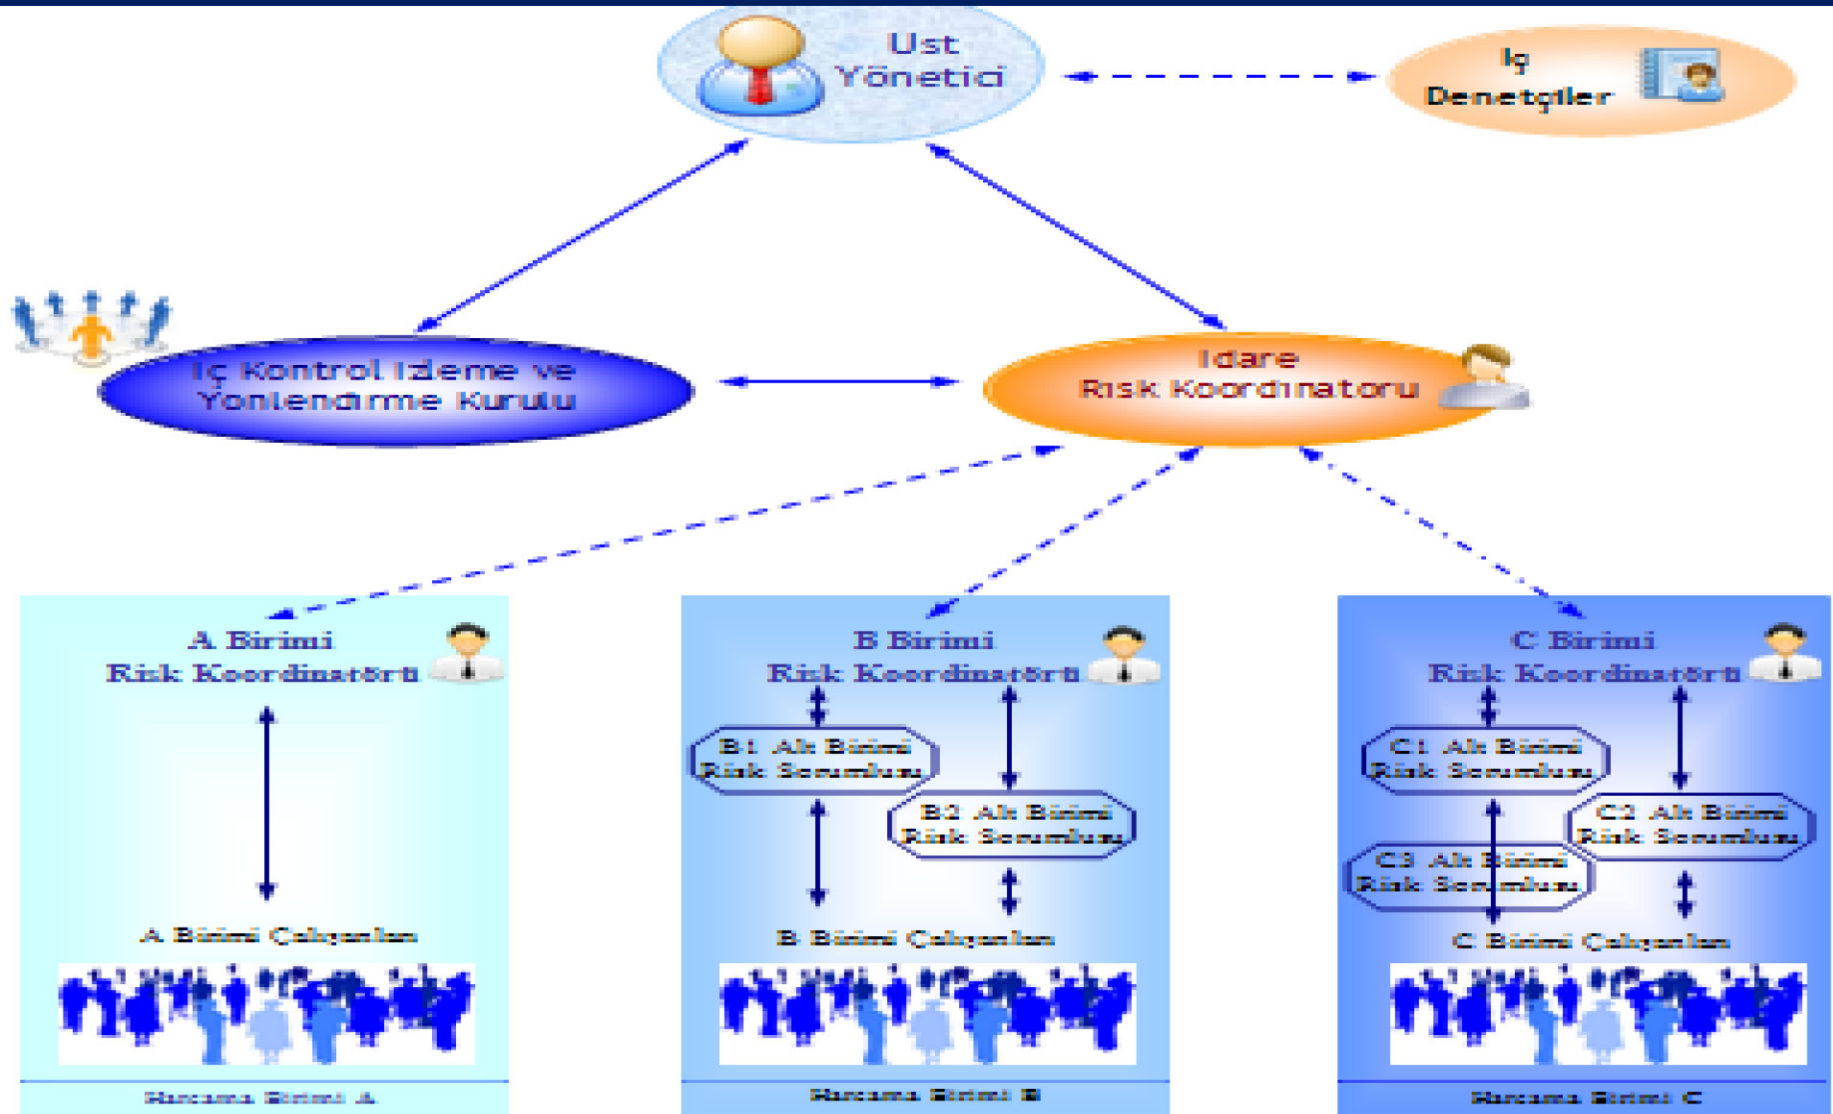 Üst
Yönetici
İç
Denetçiler
İç Kontrol İzleme ve
Yönlendirme Kurulu
İdare
Risk Koordinatörü
A Birimi
Risk Koordinatörü
B Birimi
Risk Koordinatörü
C Birimi
Risk Koordinatörü
B1 Alt Birimi
Risk Sorumlusu
B2 Alt Birimi
Risk Sorumlusu
C1 Alt Birimi
Risk Sorumlusu
C2 Alt Birimi
Risk Sorumlusu
C3 Alt Birimi
Risk Sorumlusu
A Birimi Çalışanları
B Birimi Çalışanları
C Birimi Çalışanları
Harcama Birimi A
Harcama Birimi B
Harcama Birimi C